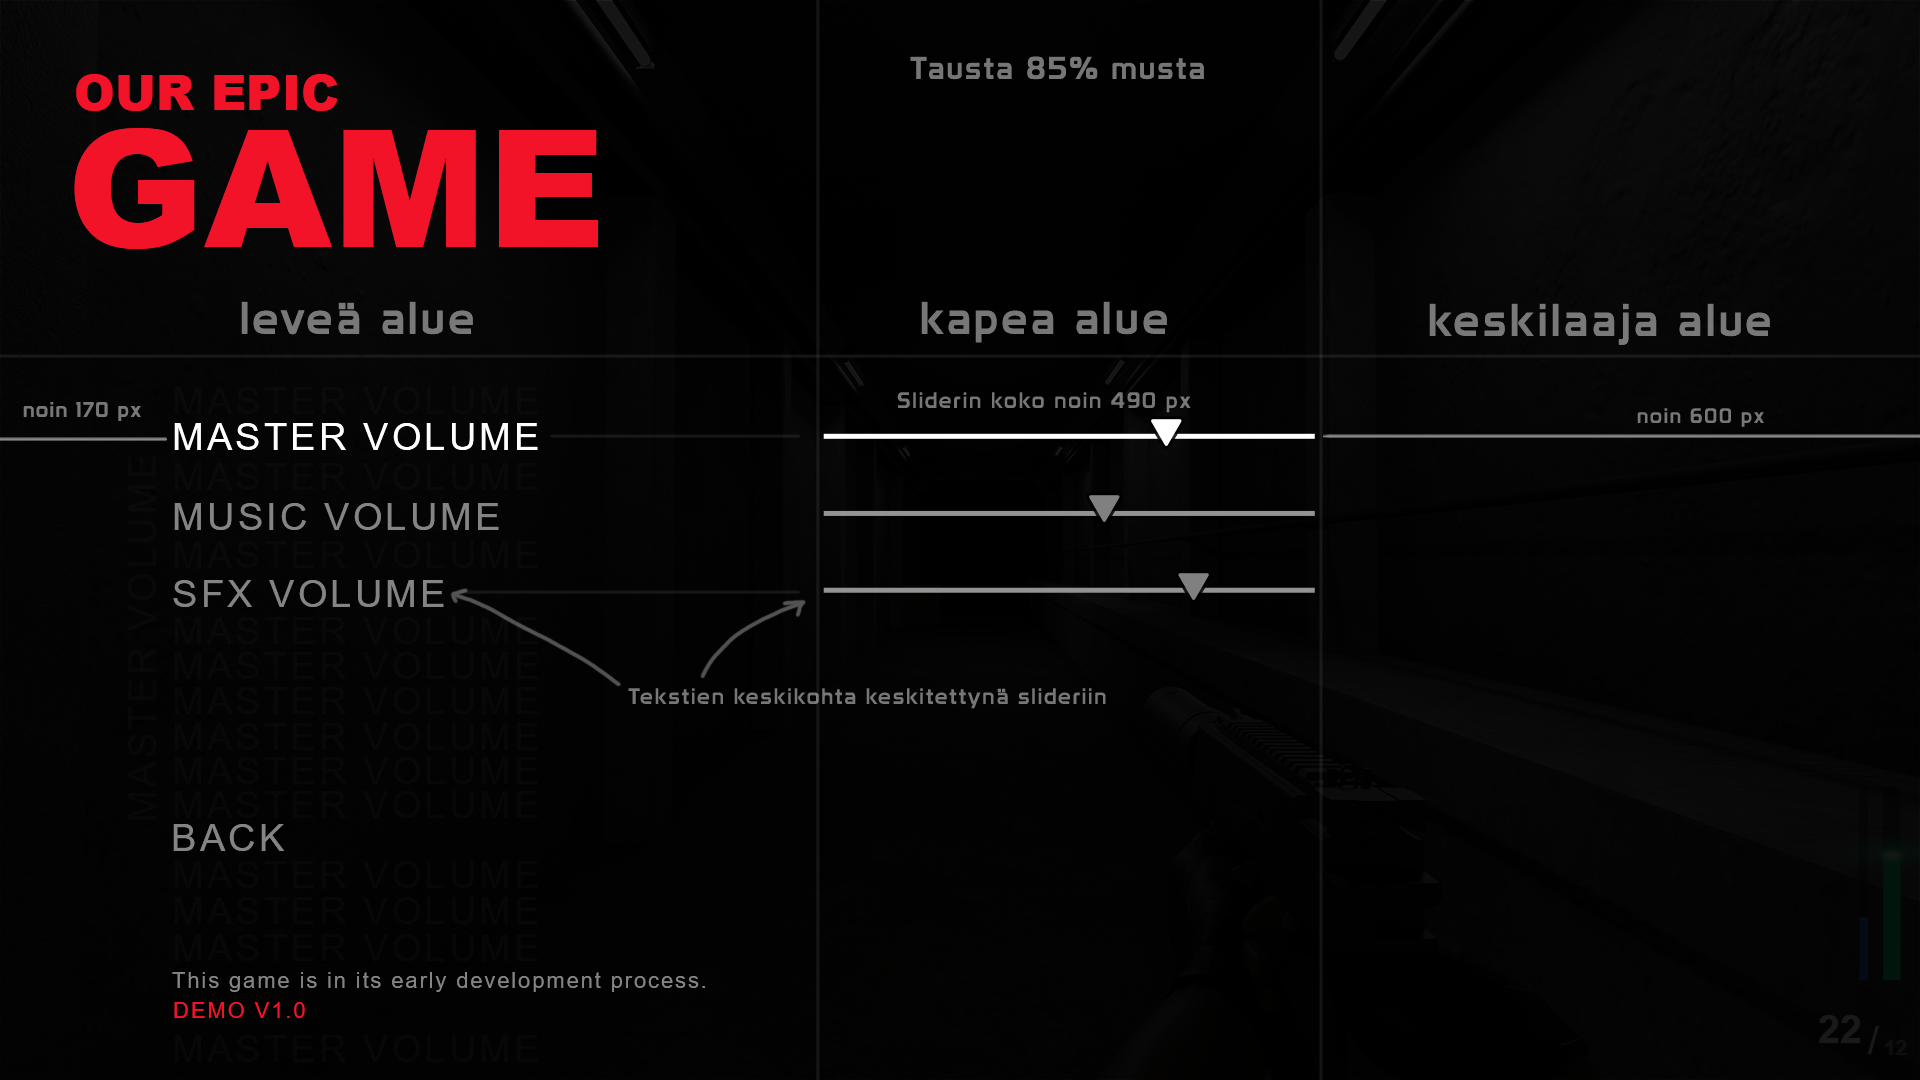 Tausta 85% musta
OUR EPIC
GAME
leveä alue
kapea alue
keskilaaja alue
MASTER VOLUME
noin 170 px
Sliderin koko noin 490 px
noin 600 px
MASTER VOLUME
MASTER VOLUME
MASTER VOLUME
MUSIC VOLUME
MASTER VOLUME
SFX VOLUME
MASTER VOLUME
MASTER VOLUME
MASTER VOLUME
Tekstien keskikohta keskitettynä slideriin
MASTER VOLUME
MASTER VOLUME
MASTER VOLUME
MASTER VOLUME
BACK
MASTER VOLUME
MASTER VOLUME
MASTER VOLUME
This game is in its early development process.
DEMO V1.0
22 / 12
MASTER VOLUME